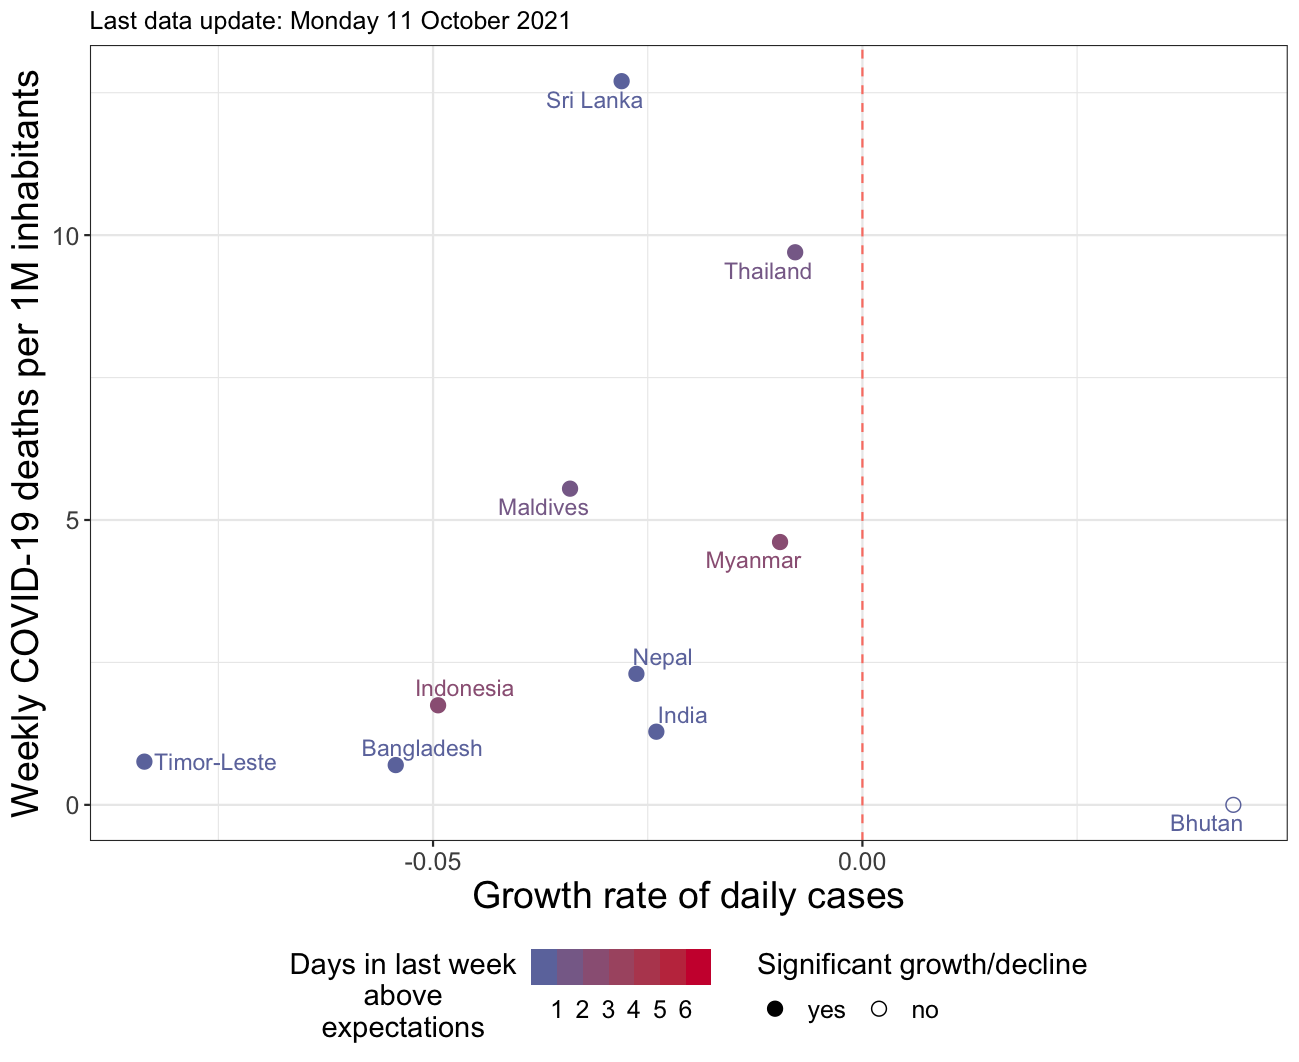 Last data update: Monday 11 October 2021
Weekly COVID-19 deaths per 1M inhabitants
10
5
0
Sri Lanka
Thailand
Maldives
Myanmar
Nepal
Indonesia
India
Bangladesh
Timor-Leste
Bhutan
-0.05
0.00
Growth rate of daily cases
Days in last week
above
expectations
1 2 3 4 5 6
Significant growth/decline
yes
no